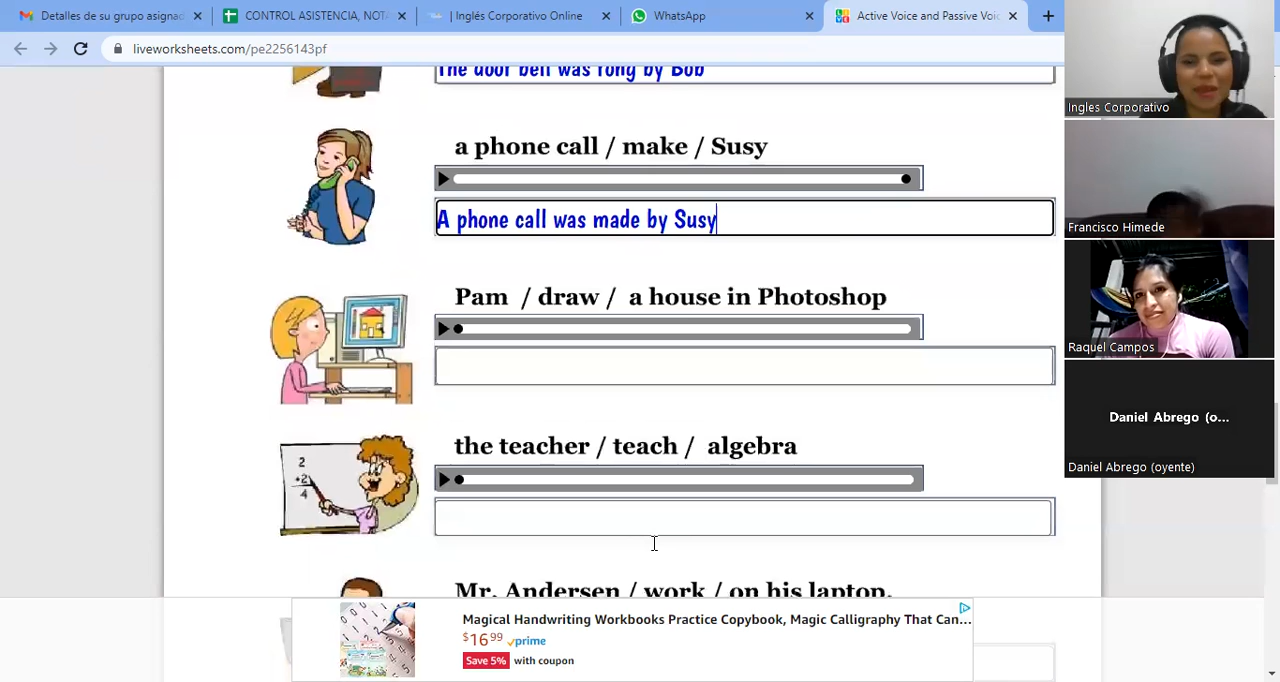 Detalles de su grupo asignad
CONTROL ASISTENCIA, NOTA
| Inglés Corporativo Online
WhatsApp
Active Voice and Passive Voic
liveworksheets.com/pe2256143pf
The door bell was rong by Bob
a phone call / make / Susy
A phone call was made by Susy
Pam / draw / a house in Photoshop
the teacher / teach / algebra
2
+2
4
Mr. Andersen / work / on his laptop.
Magical Handwriting Workbooks Practice Copybook, Magic Calligraphy That Can...
$16 99 prime
Save 5% with coupon
Ingles Corporativo
Francisco Himede
Raquel Campos
Daniel Abrego (o...
Daniel Abrego (oyente)